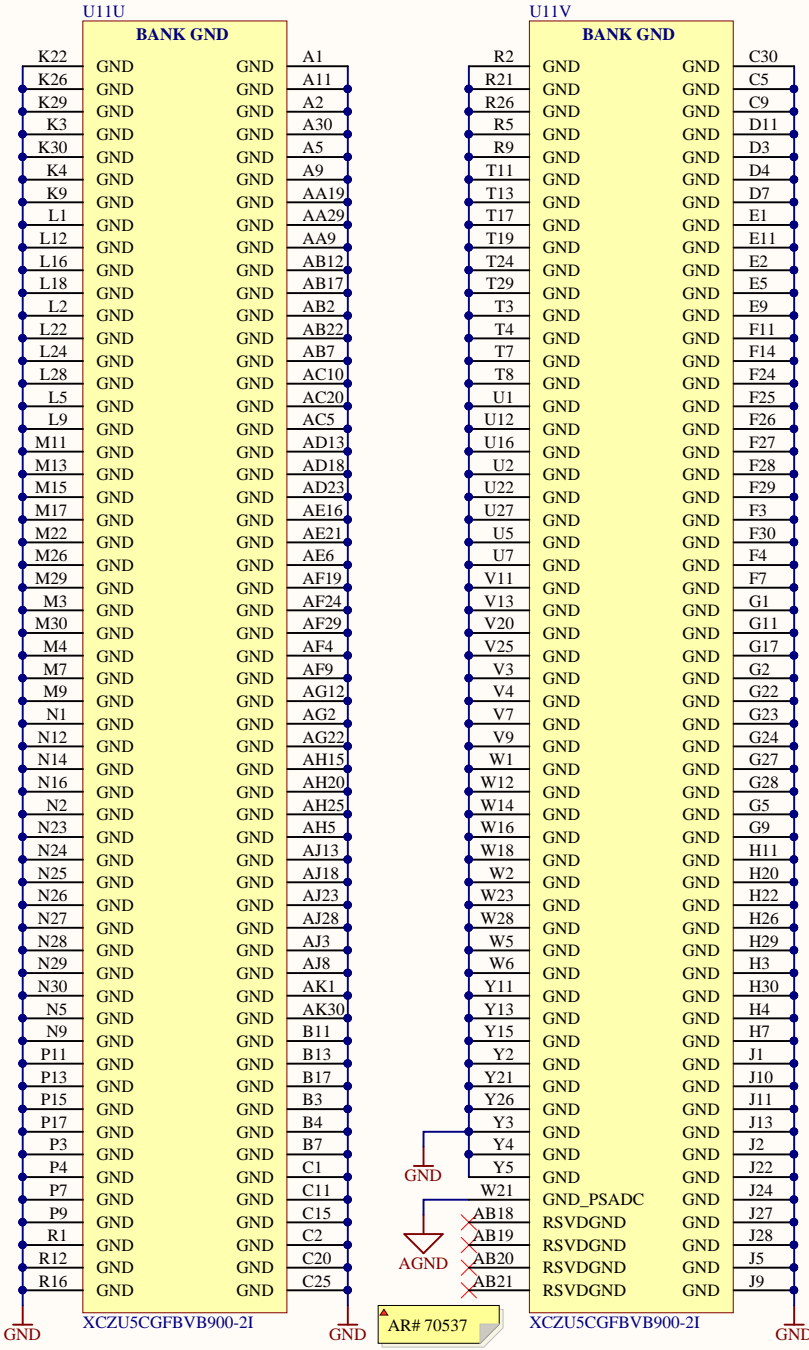 U11U U11V
BANK GND BANK GND
K22 GND GND A1 R2 GND GND C30
K26 GND GND A11 R21 GND GND C5
K29 GND GND A2 R26 GND GND C9
K3 GND GND A30 R5 GND GND D11
K30 GND GND A5 R9 GND GND D3
K4 GND GND A9 T11 GND GND D4
K9 GND GND AA19 T13 GND GND D7
L1 GND GND AA29 T17 GND GND E1
L12 GND GND AA9 T19 GND GND E11
L16 GND GND AB12 T24 GND GND E2
L18 GND GND AB17 T29 GND GND E5
L2 GND GND AB2 T3 GND GND E9
L22 GND GND AB22 T4 GND GND F11
L24 GND GND AB7 T7 GND GND F14
L28 GND GND AC10 T8 GND GND F24
L5 GND GND AC20 U1 GND GND F25
L9 GND GND AC5 U12 GND GND F26
M11 GND GND AD13 U16 GND GND F27
M13 GND GND AD18 U2 GND GND F28
M15 GND GND AD23 U22 GND GND F29
M17 GND GND AE16 U27 GND GND F3
M22 GND GND AE21 U5 GND GND F30
M26 GND GND AE6 U7 GND GND F4
M29 GND GND AF19 V11 GND GND F7
M3 GND GND AF24 V13 GND GND G1
M30 GND GND AF29 V20 GND GND G11
M4 GND GND AF4 V25 GND GND G17
M7 GND GND AF9 V3 GND GND G2
M9 GND GND AG12 V4 GND GND G22
N1 GND GND AG2 V7 GND GND G23
N12 GND GND AG22 V9 GND GND G24
N14 GND GND AH15 W1 GND GND G27
N16 GND GND AH20 W12 GND GND G28
N2 GND GND AH25 W14 GND GND G5
N23 GND GND AH5 W16 GND GND G9
N24 GND GND AJ13 W18 GND GND H11
N25 GND GND AJ18 W2 GND GND H20
N26 GND GND AJ23 W23 GND GND H22
N27 GND GND AJ28 W28 GND GND H26
N28 GND GND AJ3 W5 GND GND H29
N29 GND GND AJ8 W6 GND GND H3
N30 GND GND AK1 Y11 GND GND H30
N5 GND GND AK30 Y13 GND GND H4
N9 GND GND B11 Y15 GND GND H7
P11 GND GND B13 Y2 GND GND J1
P13 GND GND B17 Y21 GND GND J10
P15 GND GND B3 Y26 GND GND J11
P17 GND GND B4 Y3 GND GND J13
P3 GND GND B7 Y4 GND GND J2
P4 GND GND C1 GND Y5 GND GND J22
P7 GND GND C11 W21 GND_PSADC GND J24
P9 GND GND C15 AB18 RSVDGND GND J27
R1 GND GND C2 AB19 RSVDGND GND J28
R12 GND GND C20 AGND AB20 RSVDGND GND J5
R16 GND GND C25 AB21 RSVDGND GND J9
XCZU5CGFBVB900-2I AR# 70537 XCZU5CGFBVB900-2I
GND GND GND